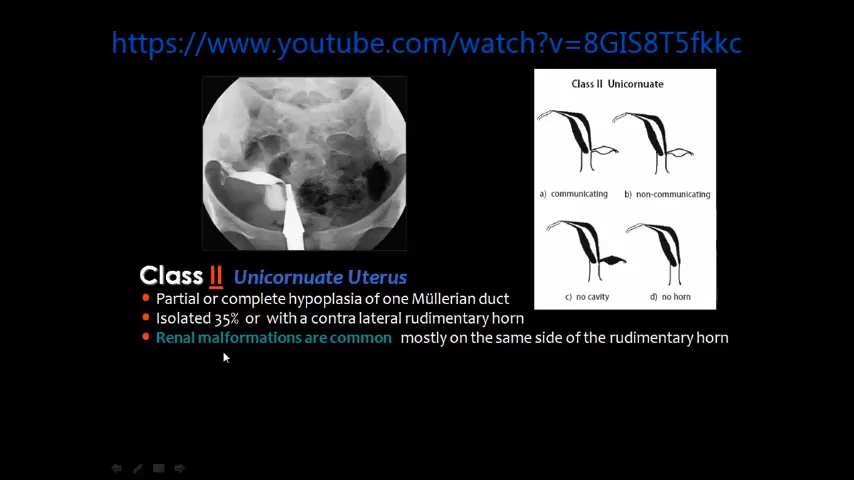 https://www.youtube.com/watch?v=8GIS8T5fkkc
Class II Unicornuate
a) communicating
b) non-communicating
c) no cavity
d) no horn
Class II Unicornuate Uterus
Partial or complete hypoplasia of one Müllerian duct
Isolated 35% or with a contra lateral rudimentary horn
Renal malformations are common mostly on the same side of the rudimentary horn